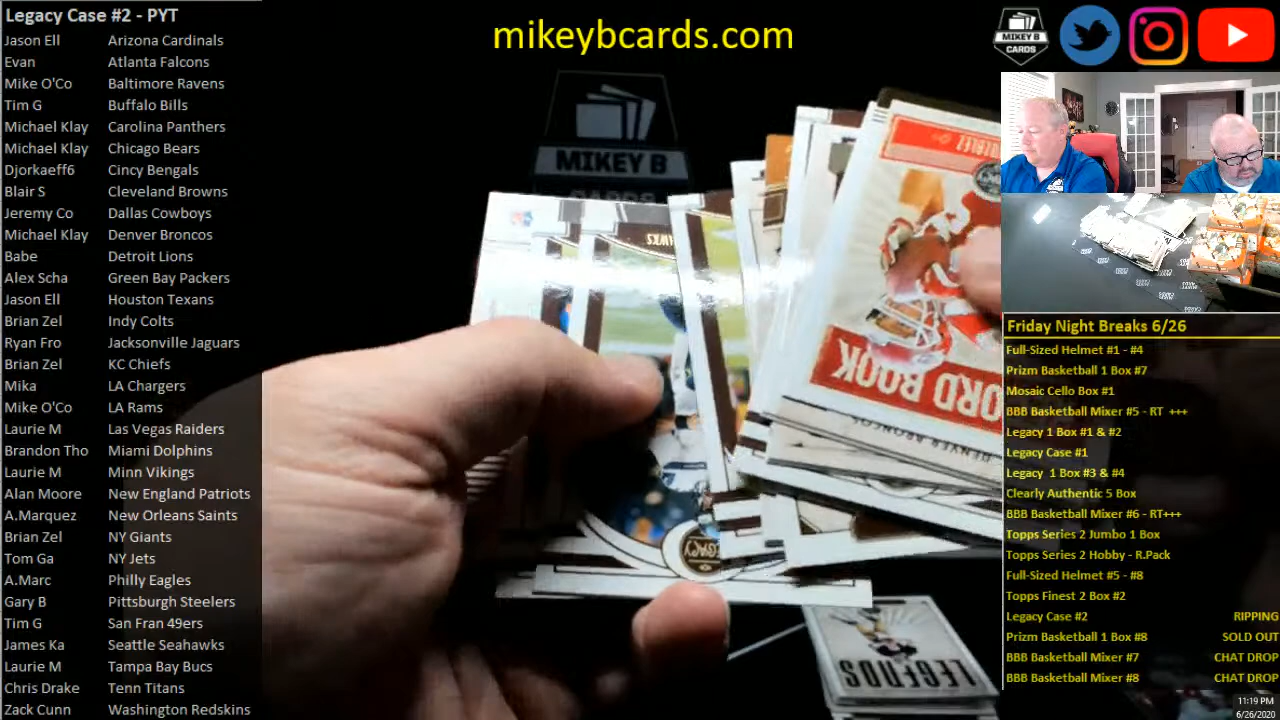 Legacy Case #2 - PYT
Jason Ell Arizona Cardinals
Evan Atlanta Falcons
Mike O'Co Baltimore Ravens
Tim G Buffalo Bills
Michael Klay Carolina Panthers
Michael Klay Chicago Bears
Djorkaeff6 Cincy Bengals
Blair S Cleveland Browns
Jeremy Co Dallas Cowboys
Michael Klay Denver Broncos
Babe Detroit Lions
Alex Scha Green Bay Packers
Jason Ell Houston Texans
Brian Zel Indy Colts
Ryan Fro Jacksonville Jaguars
Brian Zel KC Chiefs
Mika LA Chargers
Mike O'Co LA Rams
Laurie M Las Vegas Raiders
Brandon Tho Miami Dolphins
Laurie M Minn Vikings
Alan Moore New England Patriots
A.Marquez New Orleans Saints
Brian Zel NY Giants
Tom Ga NY Jets
A.Marc Philly Eagles
Gary B Pittsburgh Steelers
Tim G San Fran 49ers
James Ka Seattle Seahawks
Laurie M Tampa Bay Bucs
Chris Drake Tenn Titans
Zack Cunn Washington Redskins
mikeybcards.com
MIKEY B
CARDS
MIKEY B
CARDS
HAWKS
ORD BOOK
DENVER BRONCOS
LEGACY
LEGENDS
Friday Night Breaks 6/26
Full-Sized Helmet #1 - #4
Prizm Basketball 1 Box #7
Mosaic Cello Box #1
BBB Basketball Mixer #5 - RT +++
Legacy 1 Box #1 & #2
Legacy Case #1
Legacy 1 Box #3 & #4
Clearly Authentic 5 Box
BBB Basketball Mixer #6 - RT+++
Topps Series 2 Jumbo 1 Box
Topps Series 2 Hobby - R.Pack
Full-Sized Helmet #5 - #8
Topps Finest 2 Box #2
Legacy Case #2 RIPPING
Prizm Basketball 1 Box #8 SOLD OUT
BBB Basketball Mixer #7 CHAT DROP
BBB Basketball Mixer #8 CHAT DROP
11:19 PM
6/26/2020